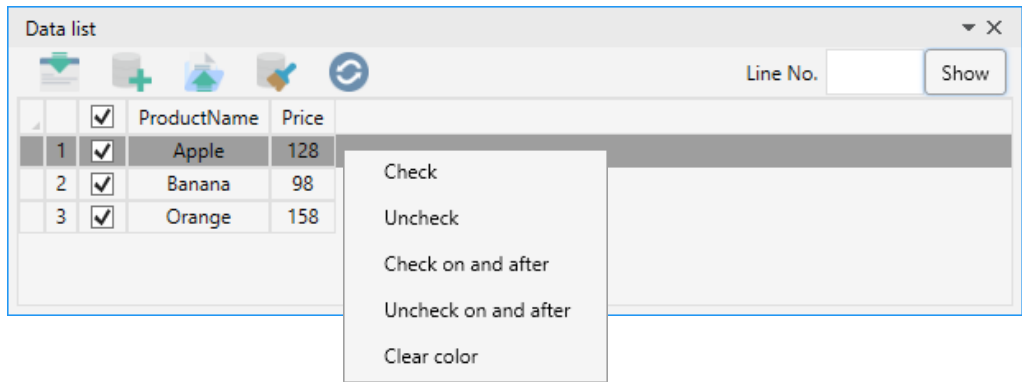 Data list
Line No. Show
ProductName Price
1 Apple 128
2 Banana 98
3 Orange 158
Check
Uncheck
Check on and after
Uncheck on and after
Clear color